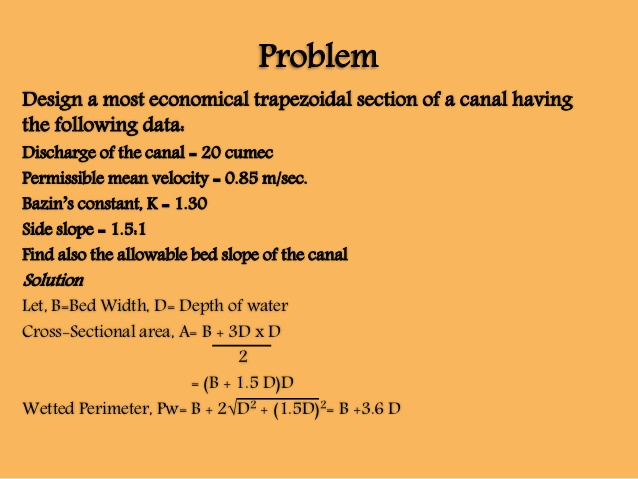 Problem
Design a most economical trapezoidal section of a canal having
the following data:
Discharge of the canal = 20 cumec
Permissible mean velocity = 0.85 m/sec.
Bazin's constant, K = 1.30
Side slope = 1.5:1
Find also the allowable bed slope of the canal
Solution
Let, B=Bed Width, D= Depth of water
Cross-Sectional area, A= B + 3D x D
2
= (B + 1.5 D)D
Wetted Perimeter, Pw= B + 2√D² + (1.5D)²= B +3.6 D